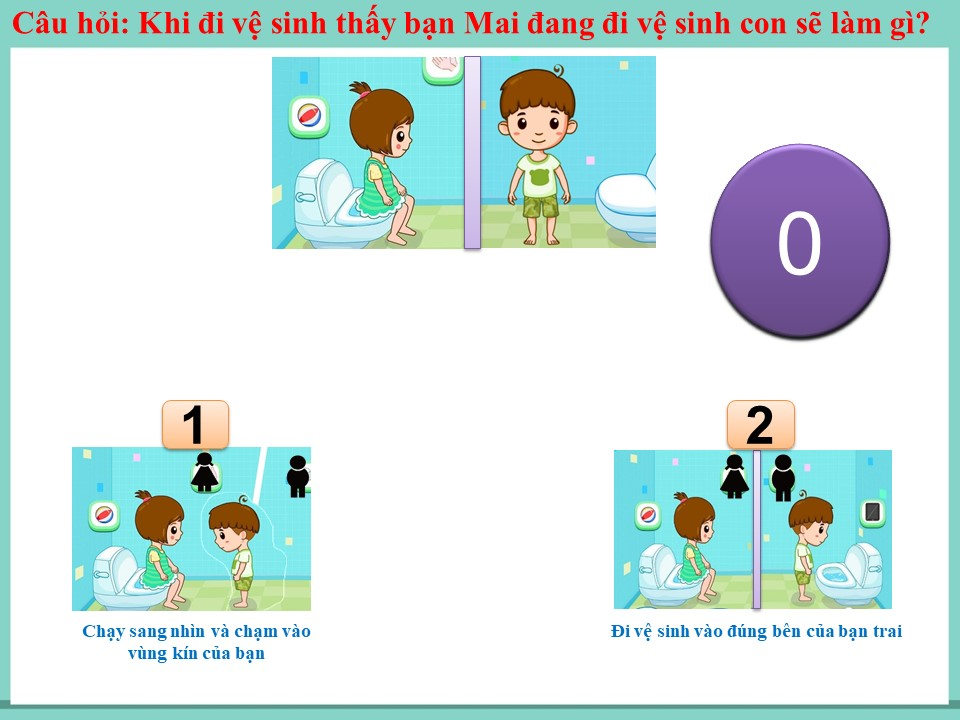 Câu hỏi: Khi đi vệ sinh thấy bạn Mai đang đi vệ sinh con sẽ làm gì?
0
1
2
Chạy sang nhìn và chạm vào
vùng kín của bạn
Đi vệ sinh vào đúng bên của bạn trai